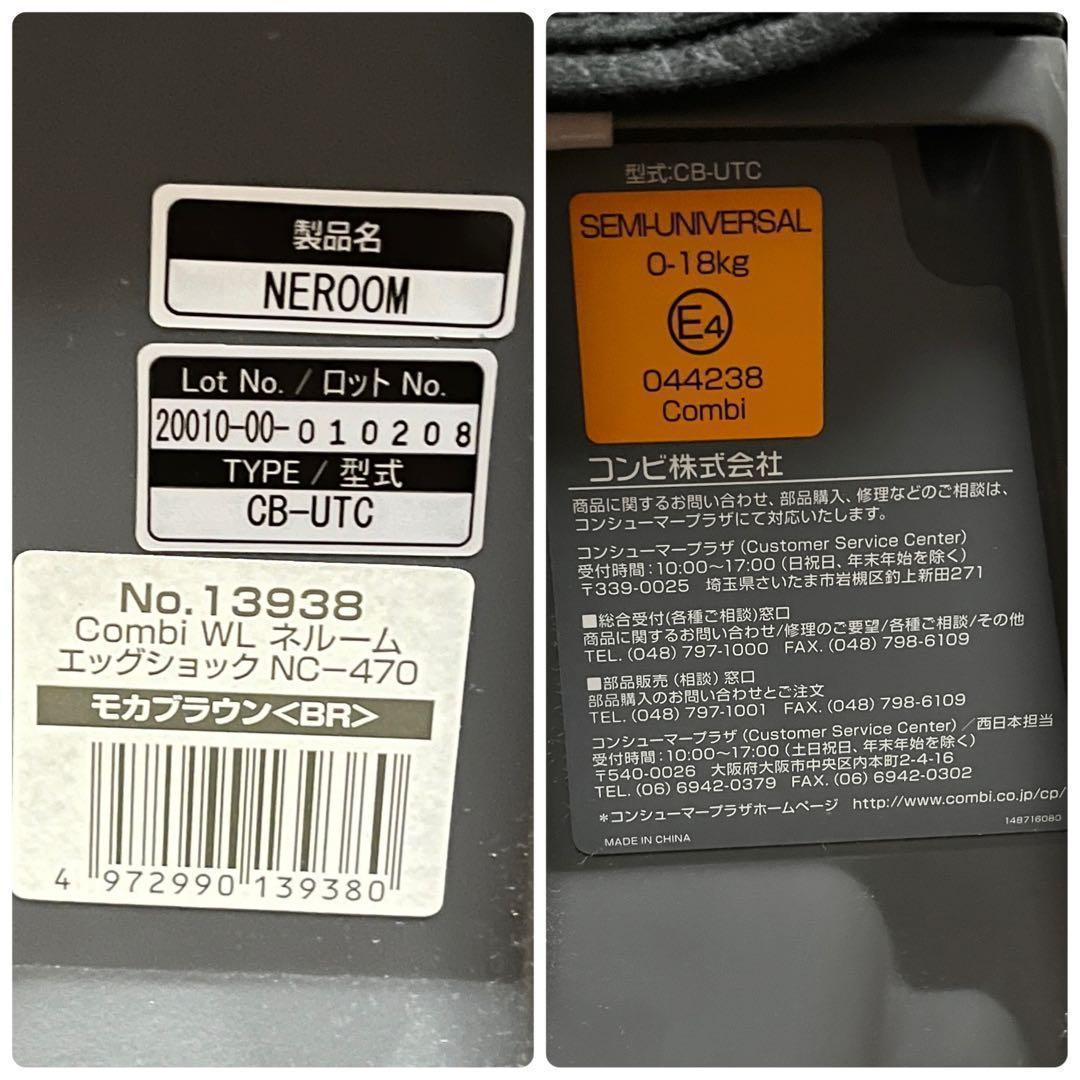 製品名
NEROOM
Lot No. / ロット No.
20010-00-010208
TYPE / 型式
CB-UTC
No.13938
Combi WL ネルーム
エッグショック NC-470
モカブラウン<BR>
4 972990 139380
型式:CB-UTC
SEMI-UNIVERSAL
0-18kg
E4
044238
Combi
コンビ株式会社
商品に関するお問い合わせ、部品購入、修理などのご相談は、
コンシューマープラザにて対応いたします。
コンシューマープラザ (Customer Service Center)
受付時間:10:00〜17:00 (日祝日、年末年始を除く)
〒339-0025 埼玉県さいたま市岩槻区釣上新田271
■総合受付(各種ご相談)窓口
商品に関するお問い合わせ/修理のご要望/各種ご相談/その他
TEL. (048) 797-1000 FAX. (048) 798-6109
■部品販売 (相談) 窓口
部品購入のお問い合わせとご注文
TEL. (048) 797-1001 FAX. (048) 798-6109
コンシューマープラザ (Customer Service Center) / 西日本担当
受付時間:10:00〜17:00 (土日祝日、年末年始を除く)
〒540-0026 大阪府大阪市中央区内本町2-4-16
TEL. (06) 6942-0379 FAX. (06) 6942-0302
*コンシューマープラザホームページ http://www.combi.co.jp/cp/
148716080
MADE IN CHINA